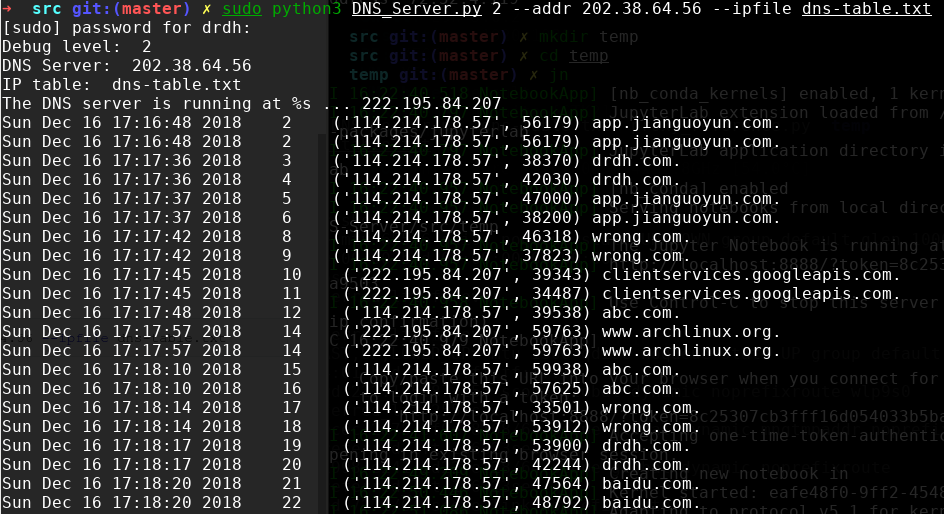 ➜  src git:(master) ✗ sudo python3 DNS_Server.py 2 --addr 202.38.64.56 --ipfile dns-table.txt
[sudo] password for drdh:
Debug level:  2
DNS Server:  202.38.64.56
IP table:  dns-table.txt
The DNS server is running at %s ... 222.195.84.207
Sun Dec 16 17:16:48 2018    2    ('114.214.178.57', 56179) app.jianguoyun.com.
Sun Dec 16 17:16:48 2018    2    ('114.214.178.57', 56179) app.jianguoyun.com.
Sun Dec 16 17:17:36 2018    3    ('114.214.178.57', 38370) drdh.com.
Sun Dec 16 17:17:36 2018    4    ('114.214.178.57', 42030) drdh.com.
Sun Dec 16 17:17:37 2018    5    ('114.214.178.57', 47000) app.jianguoyun.com.
Sun Dec 16 17:17:37 2018    6    ('114.214.178.57', 38200) app.jianguoyun.com.
Sun Dec 16 17:17:42 2018    8    ('114.214.178.57', 46318) wrong.com.
Sun Dec 16 17:17:42 2018    9    ('114.214.178.57', 37823) wrong.com.
Sun Dec 16 17:17:45 2018    10    ('222.195.84.207', 39343) clientservices.googleapis.com.
Sun Dec 16 17:17:45 2018    11    ('222.195.84.207', 34487) clientservices.googleapis.com.
Sun Dec 16 17:17:48 2018    12    ('114.214.178.57', 39538) abc.com.
Sun Dec 16 17:17:57 2018    14    ('222.195.84.207', 59763) www.archlinux.org.
Sun Dec 16 17:17:57 2018    14    ('222.195.84.207', 59763) www.archlinux.org.
Sun Dec 16 17:18:10 2018    15    ('114.214.178.57', 59938) abc.com.
Sun Dec 16 17:18:10 2018    16    ('114.214.178.57', 57625) abc.com.
Sun Dec 16 17:18:14 2018    17    ('114.214.178.57', 33501) wrong.com.
Sun Dec 16 17:18:14 2018    18    ('114.214.178.57', 53912) wrong.com.
Sun Dec 16 17:18:17 2018    19    ('114.214.178.57', 53900) drdh.com.
Sun Dec 16 17:18:17 2018    20    ('114.214.178.57', 42244) drdh.com.
Sun Dec 16 17:18:20 2018    21    ('114.214.178.57', 47564) baidu.com.
Sun Dec 16 17:18:20 2018    22    ('114.214.178.57', 48792) baidu.com.
src git:(master) ✗ mkdir temp
src git:(master) ✗ cd temp
temp git:(master) ✗ jn